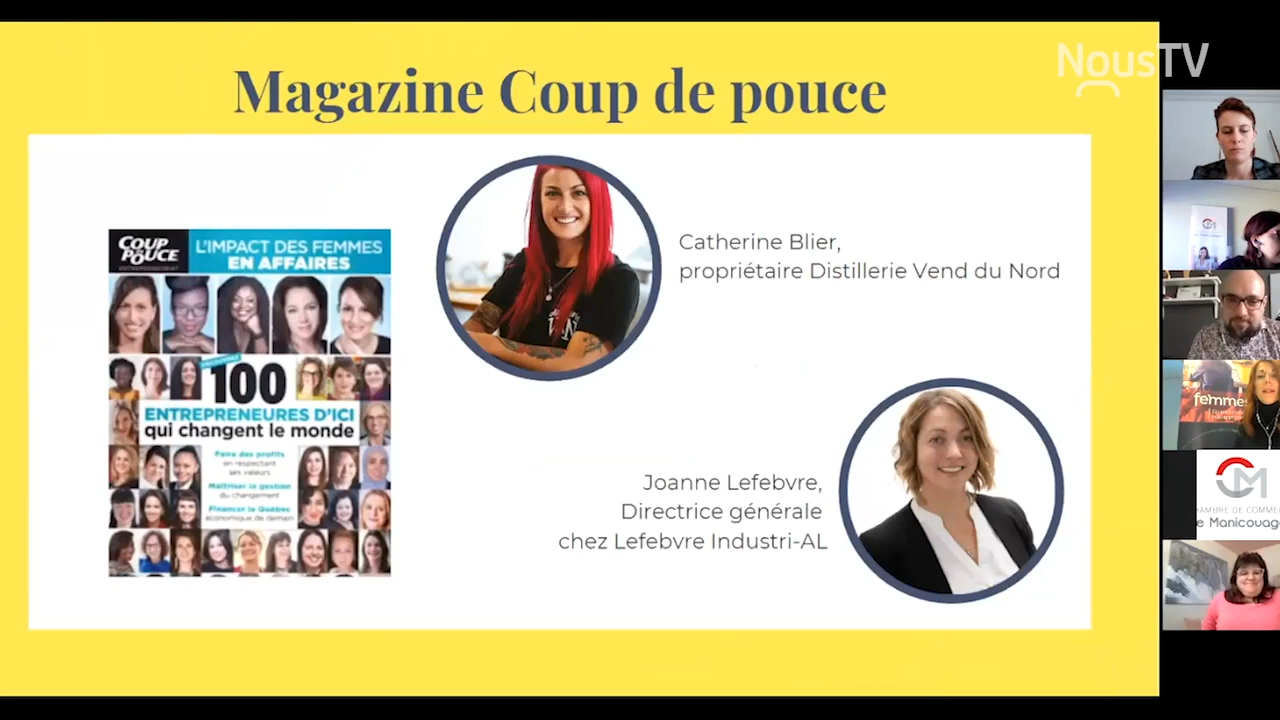 NousTV
Magazine Coup de pouce
COUP
DE
POUCE
L'IMPACT DES FEMMES
EN AFFAIRES
100
ENTREPRENEURES D'ICI
qui changent le monde
Faire des profits
en respectant
ses valeurs
Maîtriser la gestion
du changement
Financer le Québec
économique de demain
Catherine Blier,
propriétaire Distillerie Vend du Nord
Joanne Lefebvre,
Directrice générale
chez Lefebvre Industri-AL
CM
femmes
CM
HAMBRE DE COMME
e Manicouag